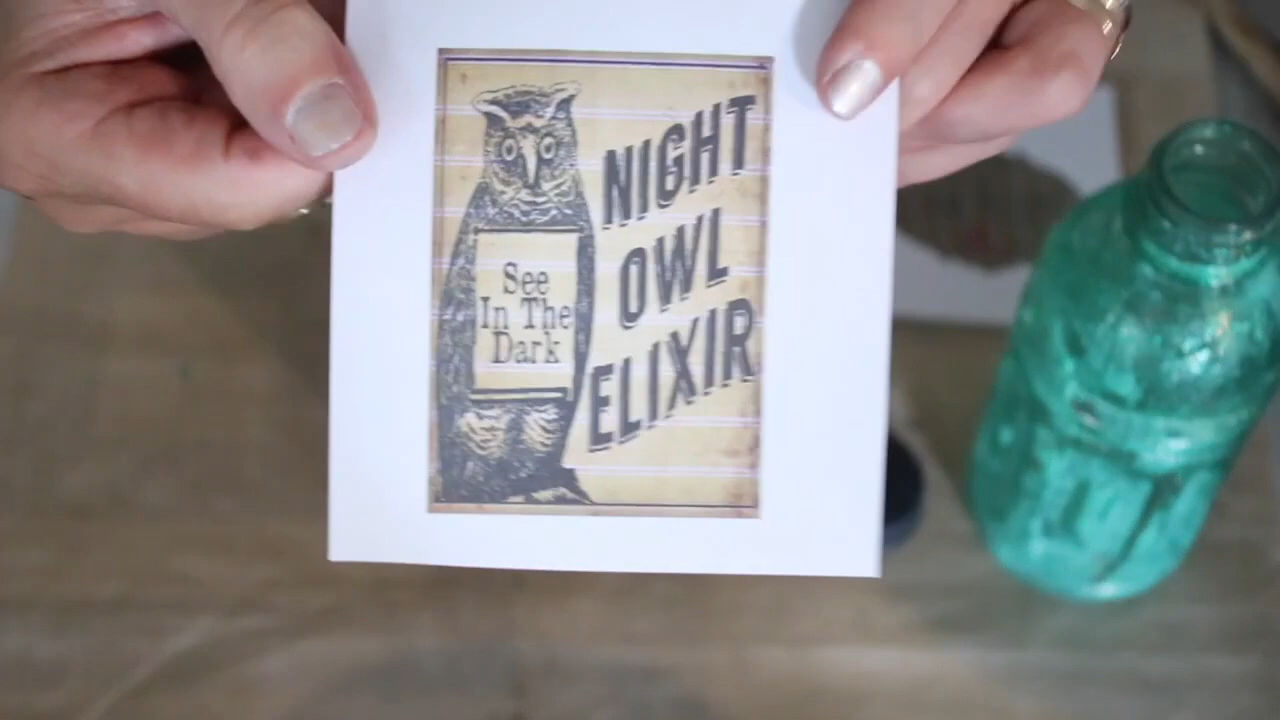 NIGHT
OWL
ELIXIR
See
In The
Dark